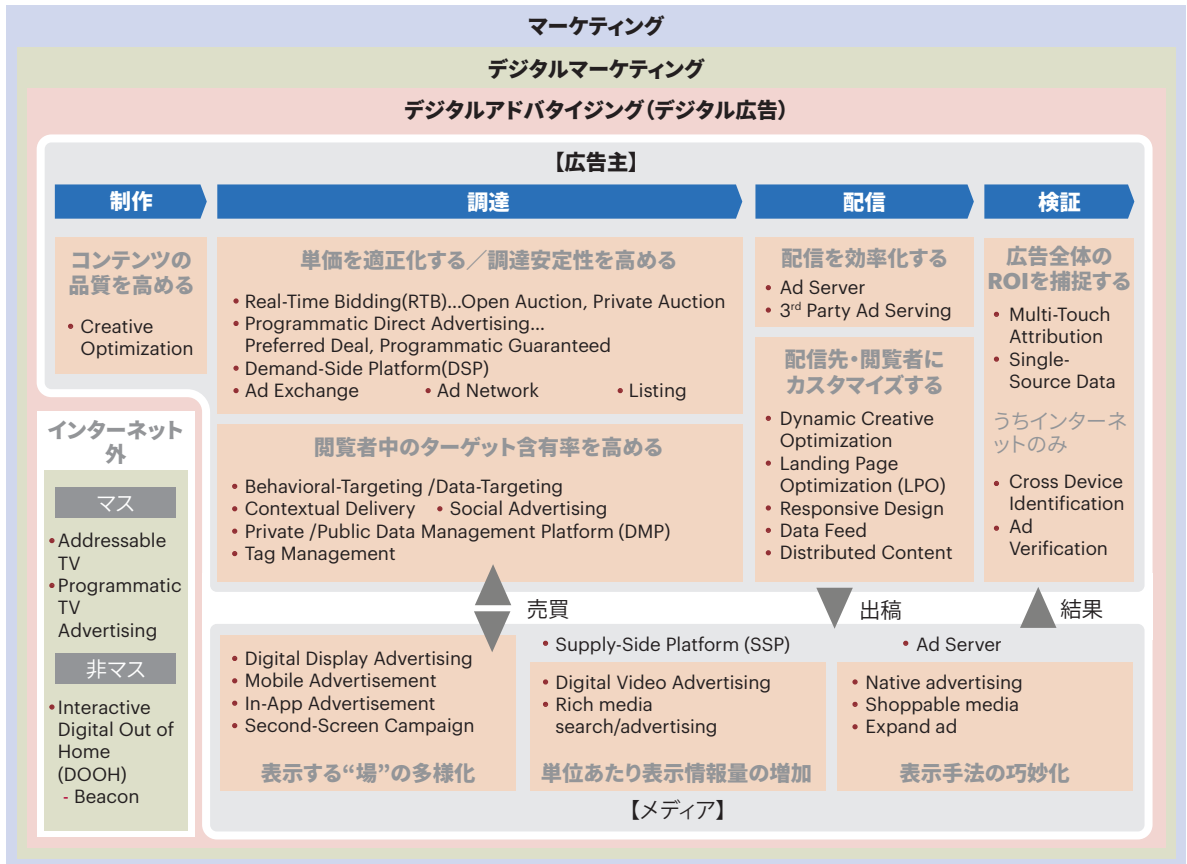 マーケティング
デジタルマーケティング
デジタルアドバタイジング(デジタル広告)
【広告主】
制作
調達
配信
検証
コンテンツの
品質を高める
• Creative
Optimization
単価を適正化する／調達安定性を高める
• Real-Time Bidding(RTB)...Open Auction, Private Auction
• Programmatic Direct Advertising...
Preferred Deal, Programmatic Guaranteed
• Demand-Side Platform(DSP)
• Ad Exchange • Ad Network • Listing
閲覧者中のターゲット含有率を高める
• Behavioral-Targeting /Data-Targeting
• Contextual Delivery • Social Advertising
• Private /Public Data Management Platform (DMP)
• Tag Management
配信を効率化する
• Ad Server
• 3rd Party Ad Serving
配信先・閲覧者に
カスタマイズする
• Dynamic Creative
Optimization
• Landing Page
Optimization (LPO)
• Responsive Design
• Data Feed
• Distributed Content
広告全体の
ROIを捕捉する
• Multi-Touch
Attribution
• Single-
Source Data
うちインターネ
ットのみ
• Cross Device
Identification
• Ad
Verification
インターネット
外
マス
• Addressable
TV
• Programmatic
TV
Advertising
非マス
• Interactive
Digital Out of
Home
(DOOH)
- Beacon
売買
出稿
結果
• Supply-Side Platform (SSP)
• Ad Server
• Digital Display Advertising
• Mobile Advertisement
• In-App Advertisement
• Second-Screen Campaign
表示する“場”の多様化
• Digital Video Advertising
• Rich media
search/advertising
単位あたり表示情報量の増加
• Native advertising
• Shoppable media
• Expand ad
表示手法の巧妙化
【メディア】